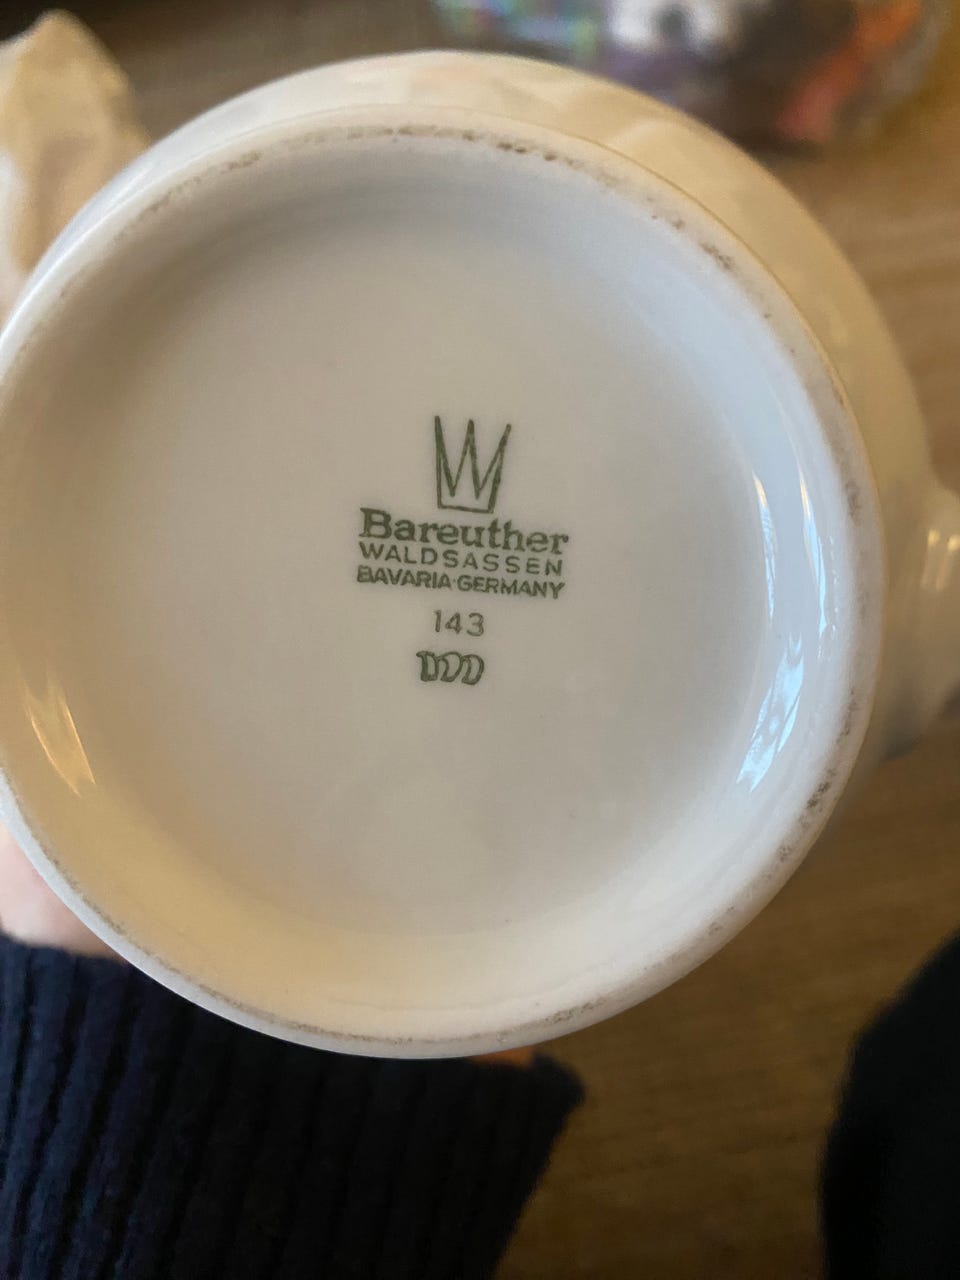 Bareuther
WALDSASSEN
BAVARIA·GERMANY
143